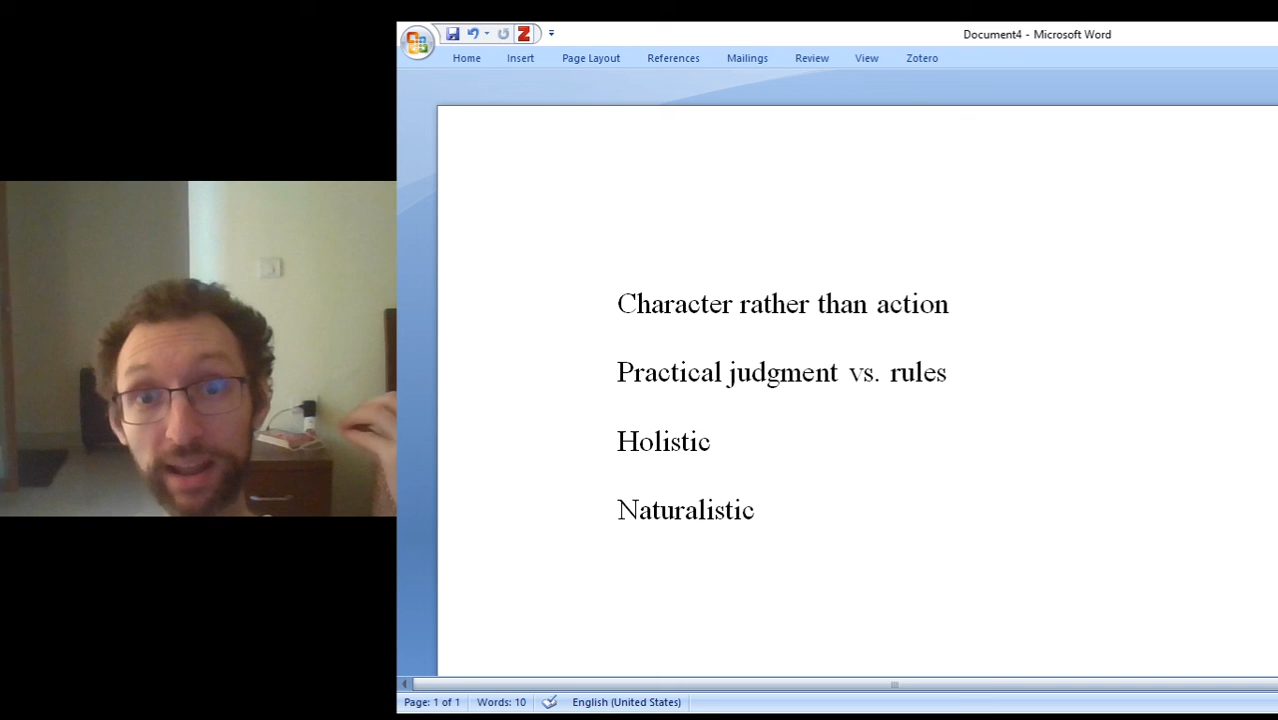 Document4 - Microsoft Word
Home Insert Page Layout References Mailings Review View Zotero
Character rather than action
Practical judgment vs. rules
Holistic
Naturalistic
Page: 1 of 1 Words: 10 English (United States)